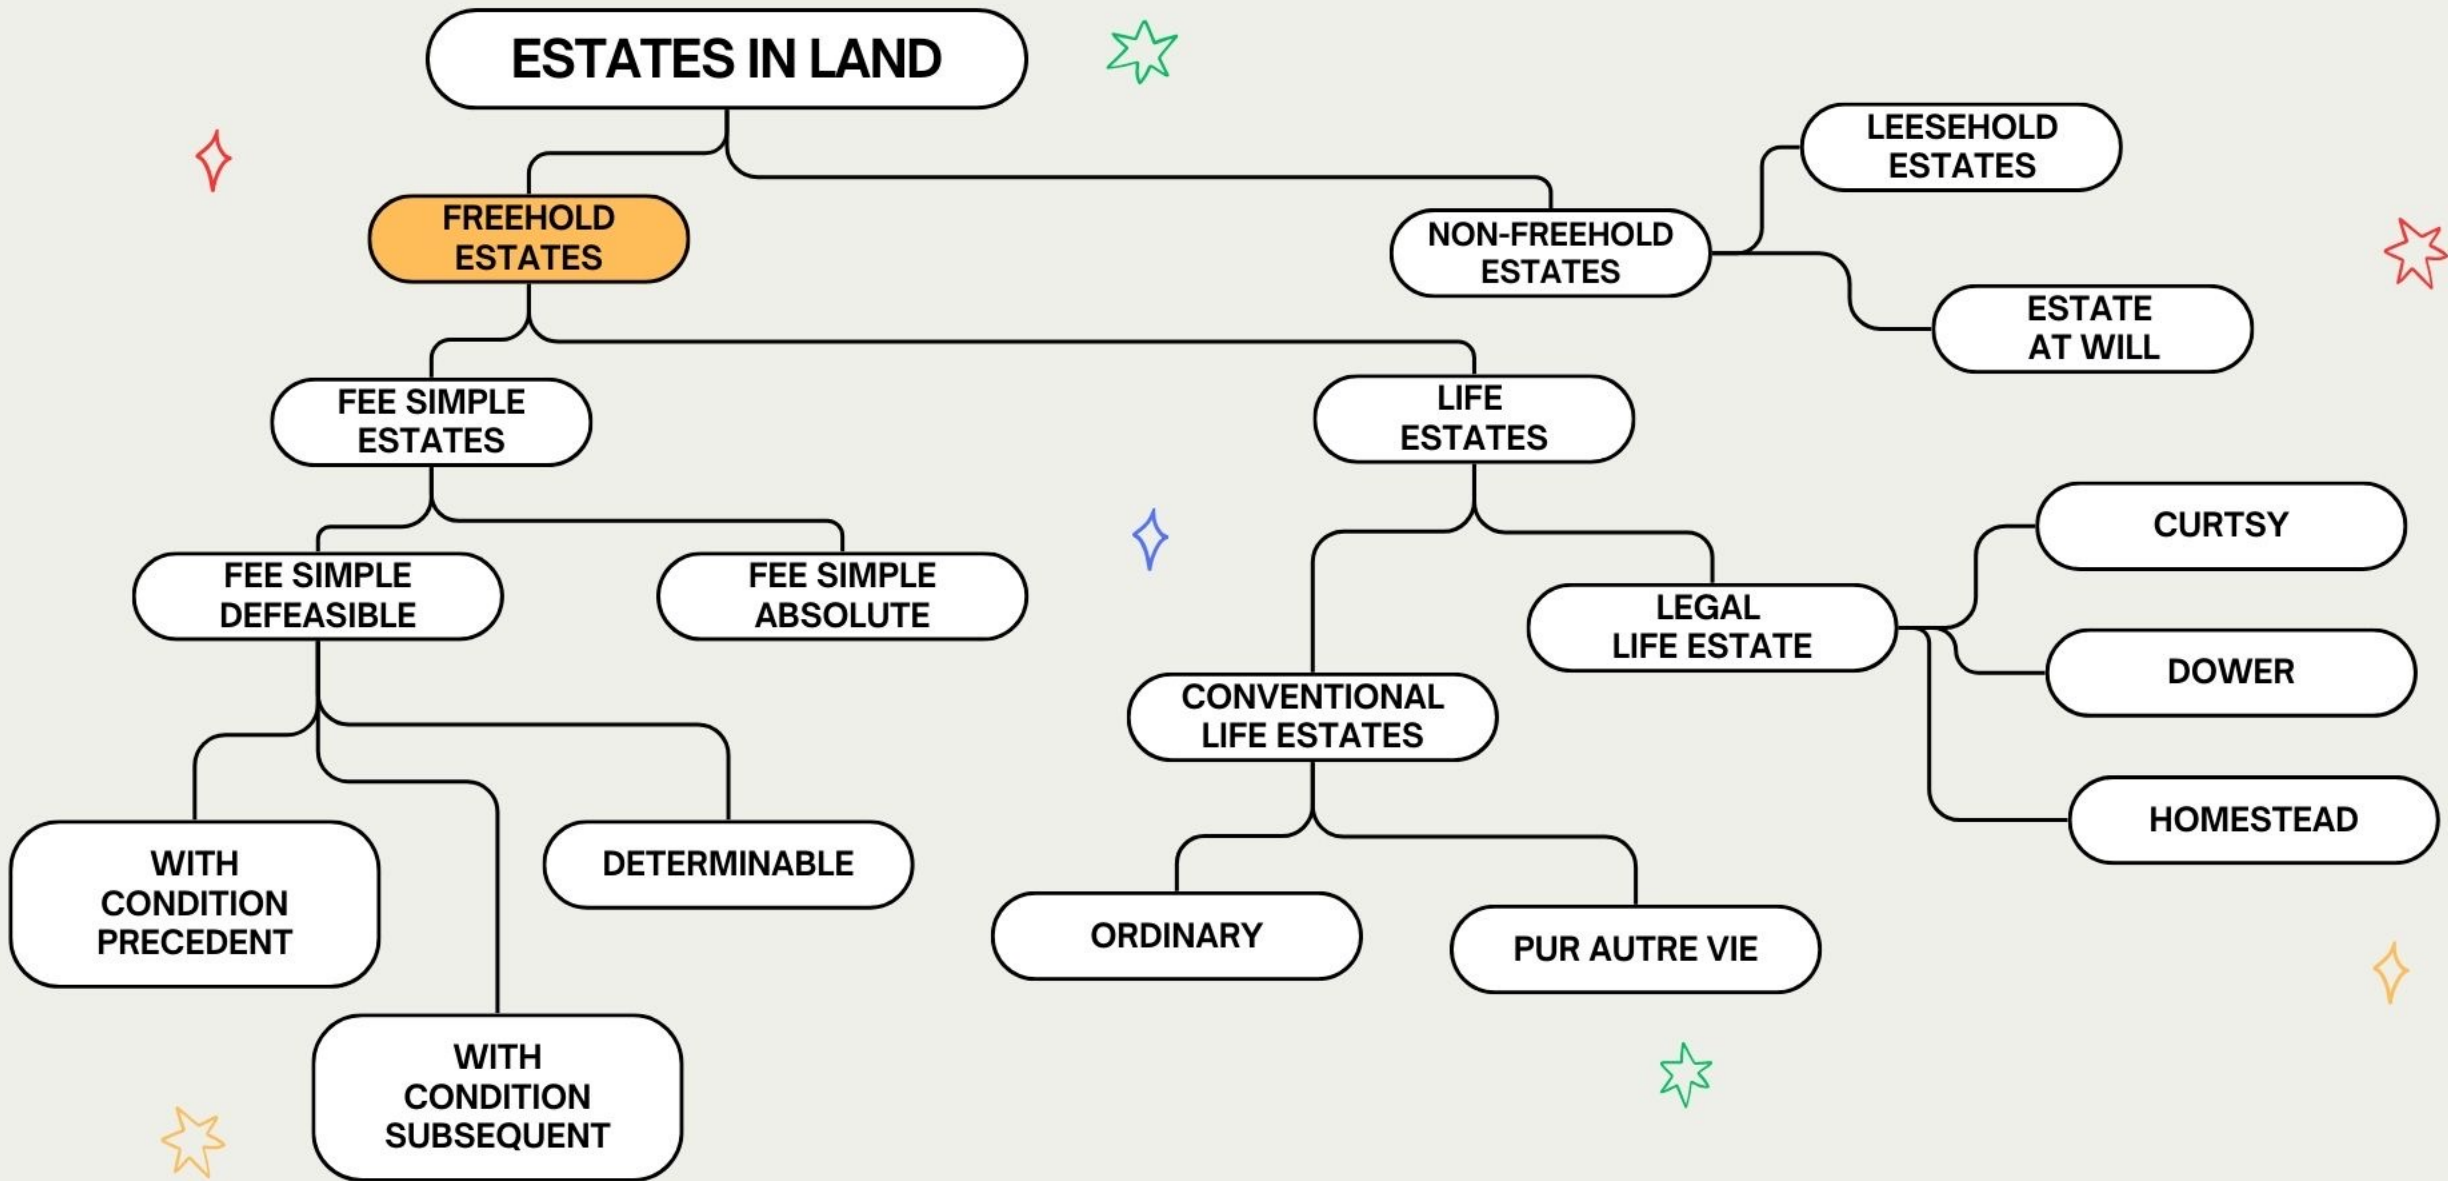 ESTATES IN LAND
LEESEHOLD
ESTATES
FREEHOLD
ESTATES
NON-FREEHOLD
ESTATES
ESTATE
AT WILL
FEE SIMPLE
ESTATES
LIFE
ESTATES
CURTSY
FEE SIMPLE
DEFEASIBLE
FEE SIMPLE
ABSOLUTE
LEGAL
LIFE ESTATE
DOWER
CONVENTIONAL
LIFE ESTATES
HOMESTEAD
WITH
CONDITION
PRECEDENT
DETERMINABLE
ORDINARY
PUR AUTRE VIE
WITH
CONDITION
SUBSEQUENT